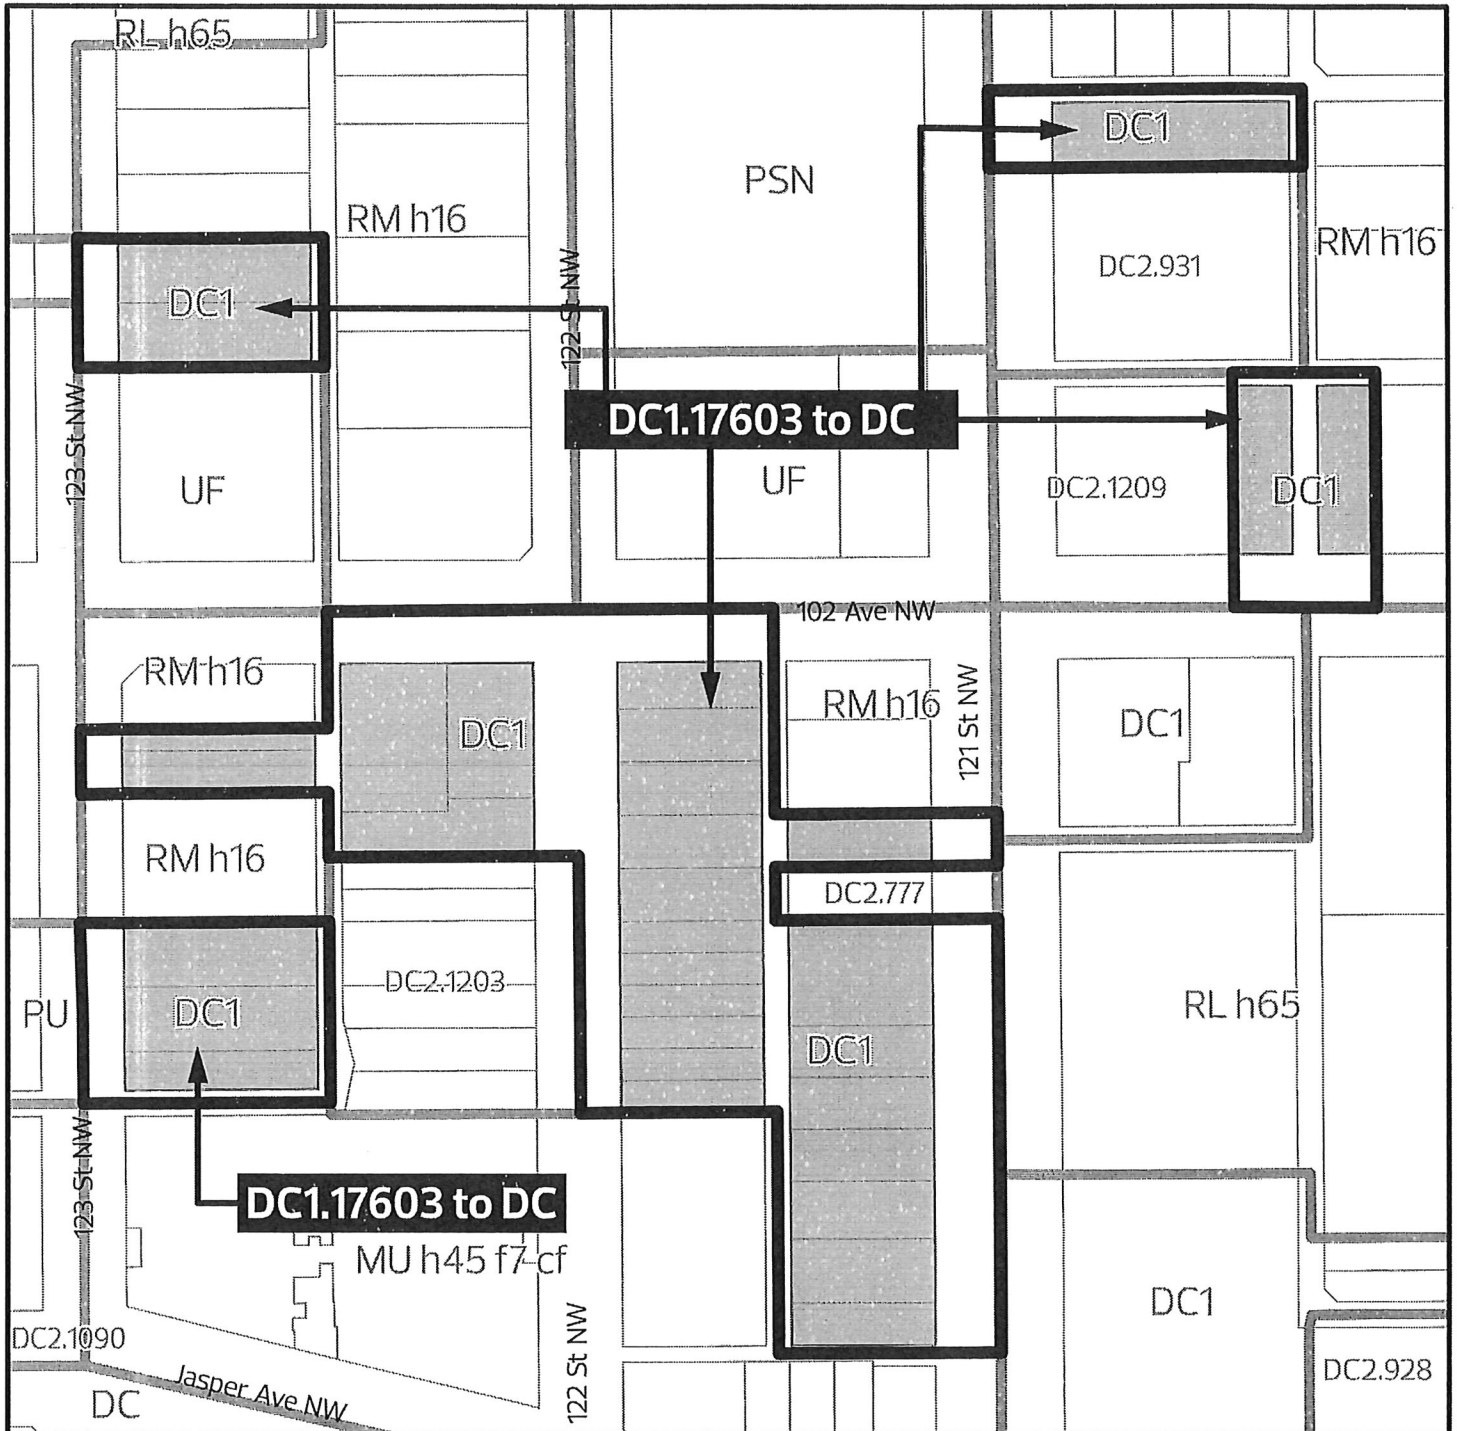 RL h65
DC1
PSN
RM h16
RM h16
DC2.931
DC1
122 St NW
DC1.17603 to DC
123 St NW
UF
UF
DC2.1209
DC1
102 Ave NW
RM h16
RM h16
121 St NW
DC1
DC1
RM h16
DC2.777
DC2.1203
RL h65
PU
DC1
DC1
123 St NW
DC1.17603 to DC
MU h45 f7 cf
DC1
DC2.1090
122 St NW
DC2.928
Jasper Ave NW
DC